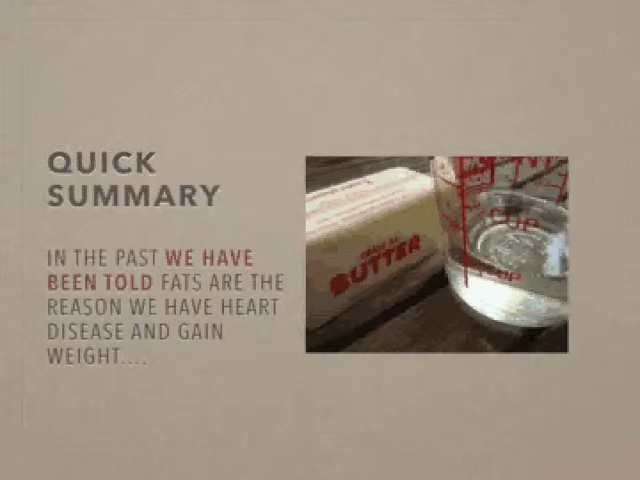 QUICK
SUMMARY
IN THE PAST WE HAVE
BEEN TOLD FATS ARE THE
REASON WE HAVE HEART
DISEASE AND GAIN
WEIGHT....
BUTTER
CUP